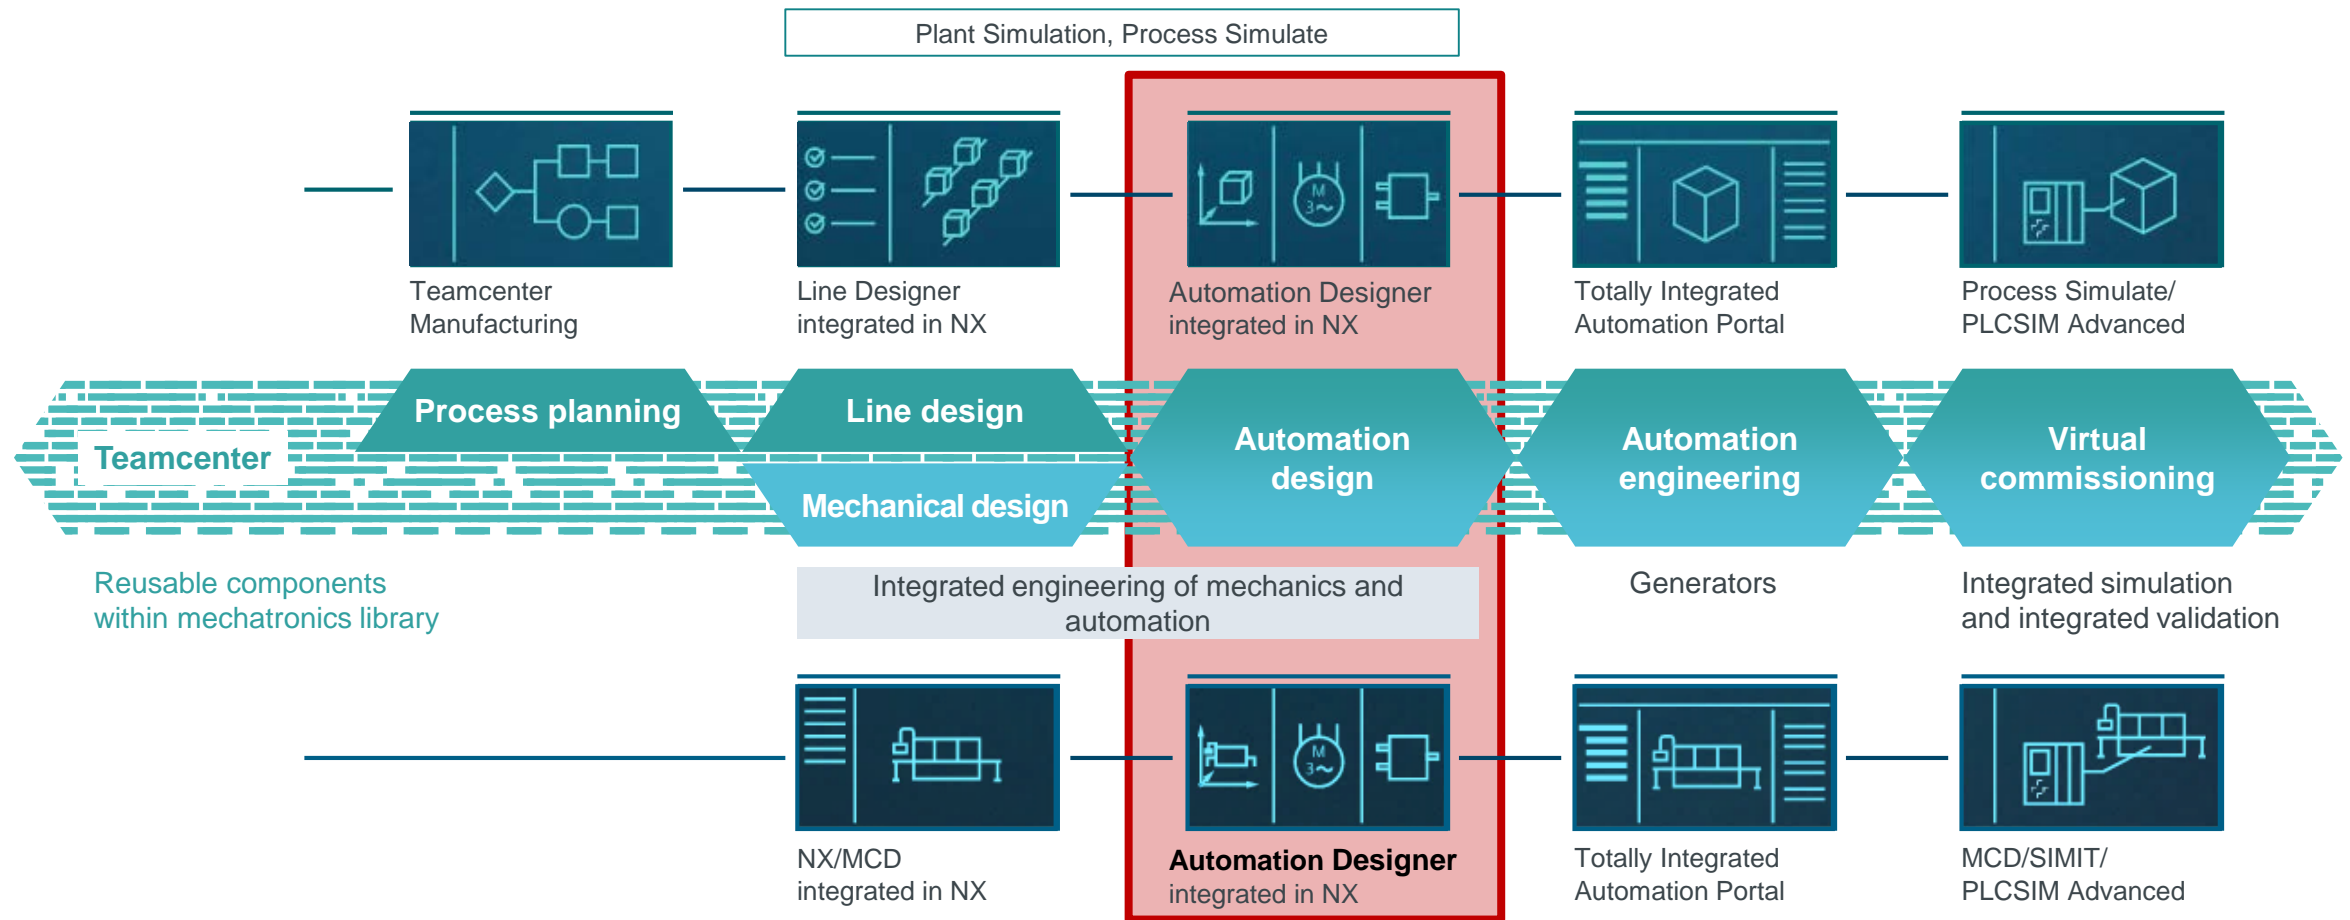 Plant Simulation, Process Simulate
Teamcenter
Manufacturing
Line Designer
integrated in NX
M
3~
Automation Designer
integrated in NX
Totally Integrated
Automation Portal
Process Simulate/
PLCSIM Advanced
Teamcenter
Process planning
Line design
Mechanical design
Automation
design
Automation
engineering
Virtual
commissioning
Reusable components
within mechatronics library
Integrated engineering of mechanics and
automation
Generators
Integrated simulation
and integrated validation
NX/MCD
integrated in NX
M
3~
Automation Designer
integrated in NX
Totally Integrated
Automation Portal
MCD/SIMIT/
PLCSIM Advanced